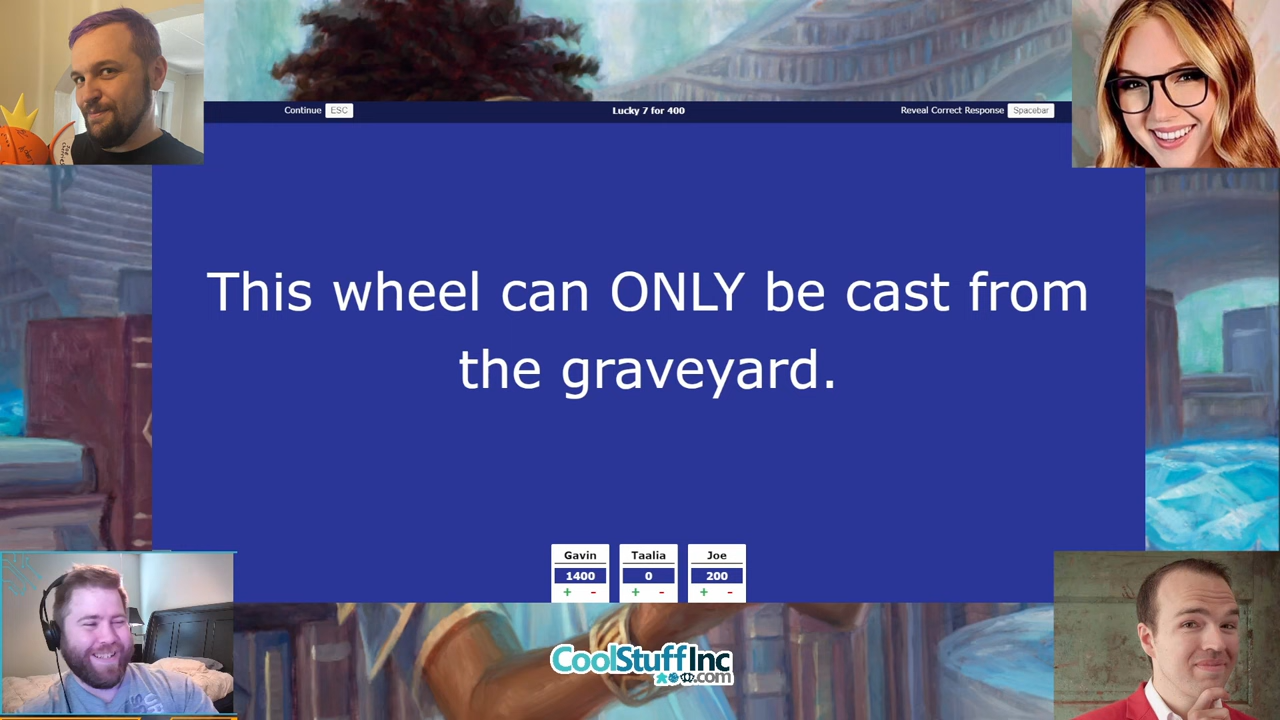 Continue ESC
Lucky 7 for 400
Reveal Correct Response Spacebar
This wheel can ONLY be cast from
the graveyard.
Gavin
1400
+ -
Taalia
0
+ -
Joe
200
+ -
CoolStuffInc
.com